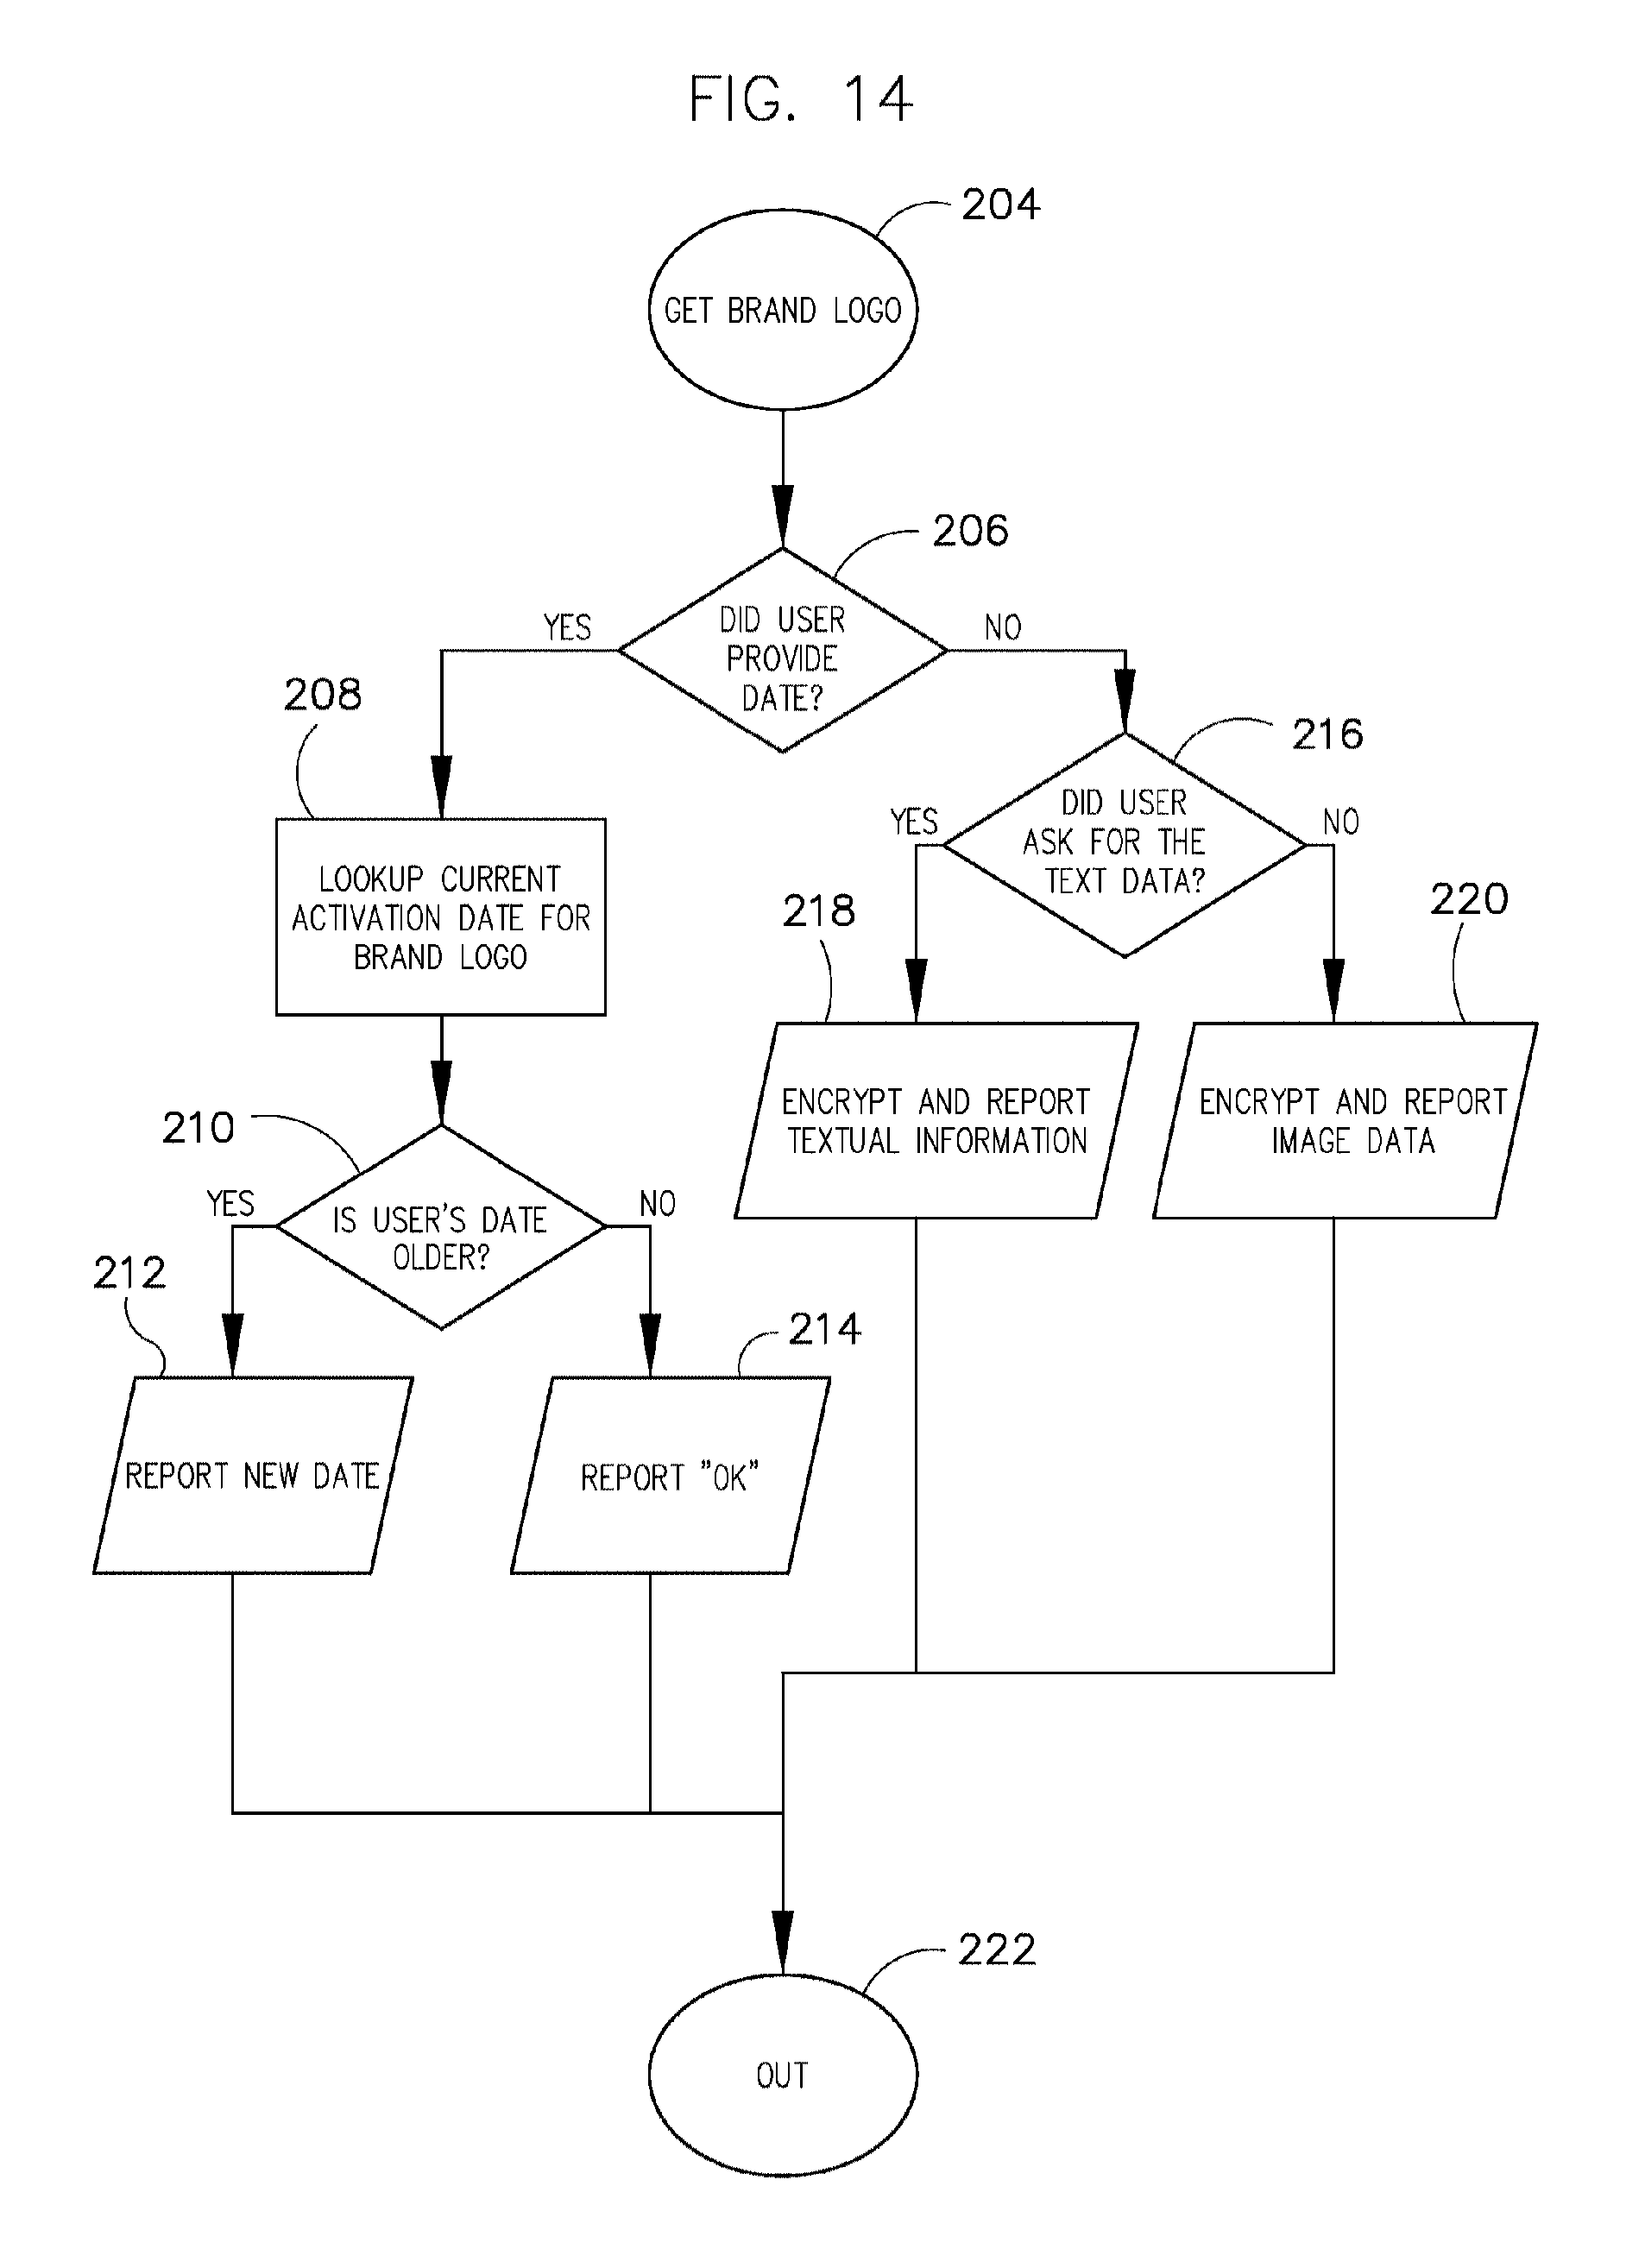 FIG. 14
204
GET BRAND LOGO
206
DID USER
PROVIDE
DATE?
YES
NO
208
LOOKUP CURRENT
ACTIVATION DATE FOR
BRAND LOGO
216
DID USER
ASK FOR THE
TEXT DATA?
YES
NO
218
ENCRYPT AND REPORT
TEXTUAL INFORMATION
220
ENCRYPT AND REPORT
IMAGE DATA
210
IS USER'S DATE
OLDER?
YES
NO
212
REPORT NEW DATE
214
REPORT "OK"
222
OUT